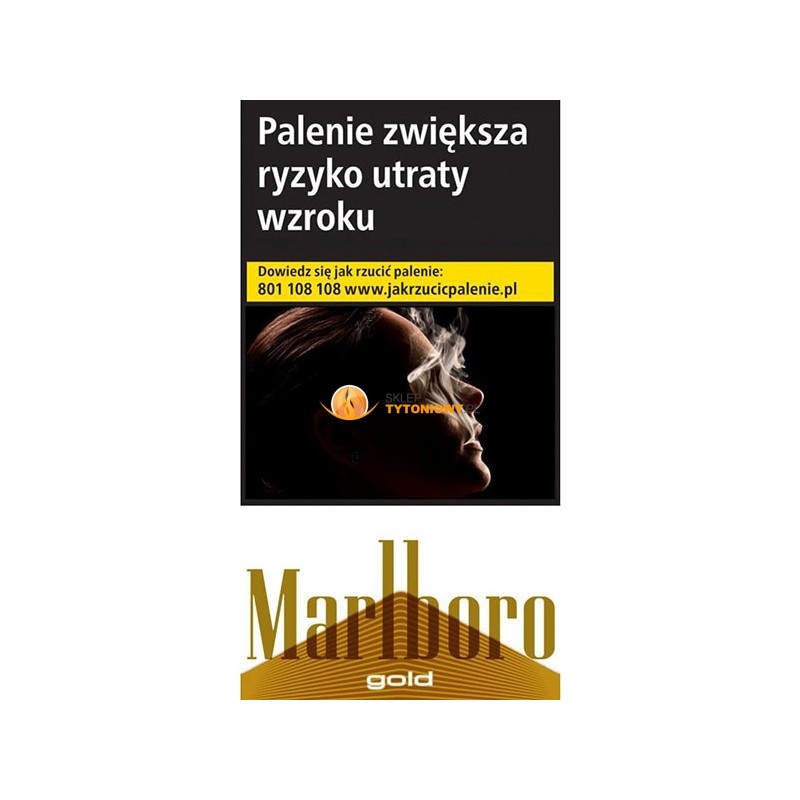 Palenie zwiększa
ryzyko utraty
wzroku
Dowiedz się jak rzucić palenie:
801 108 108 www.jakrzucicpalenie.pl
SKLEP
TYTONIOWY.PL
Marlboro
gold